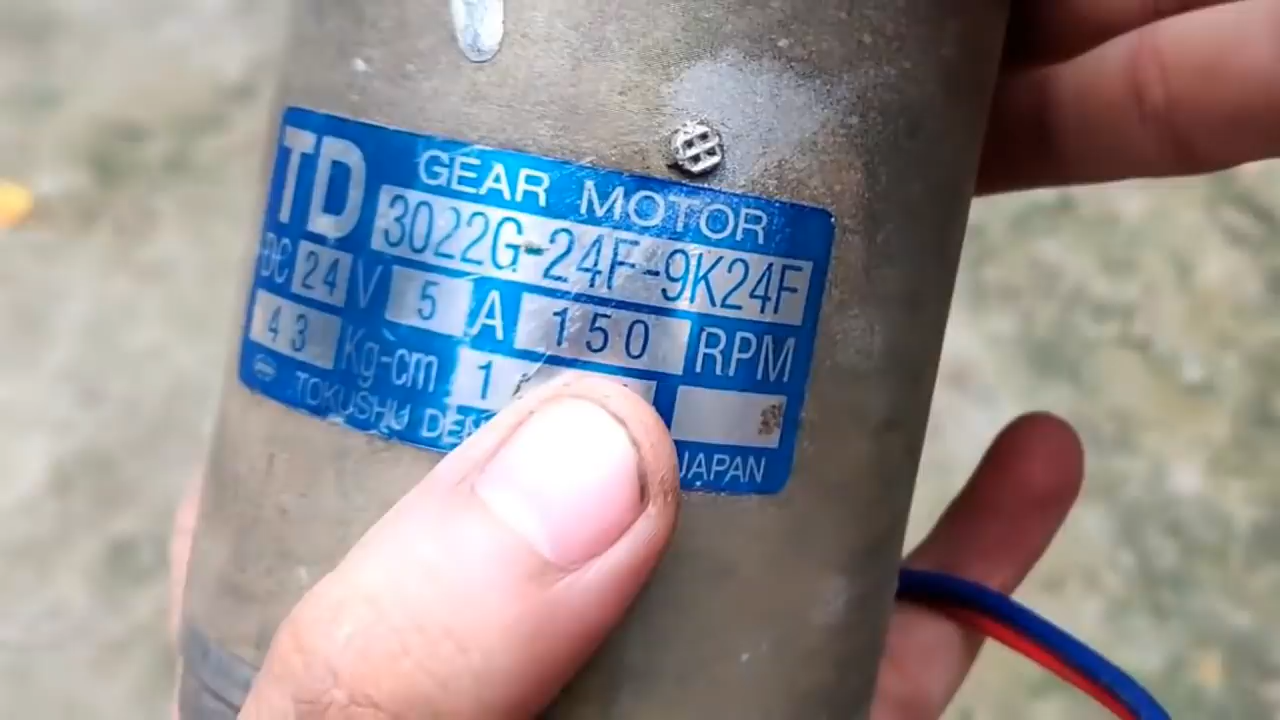 TD GEAR MOTOR
3022G-24F-9K24F
DC 24 V 5 A 150 RPM
43 Kg-cm
TOKUSHU JAPAN